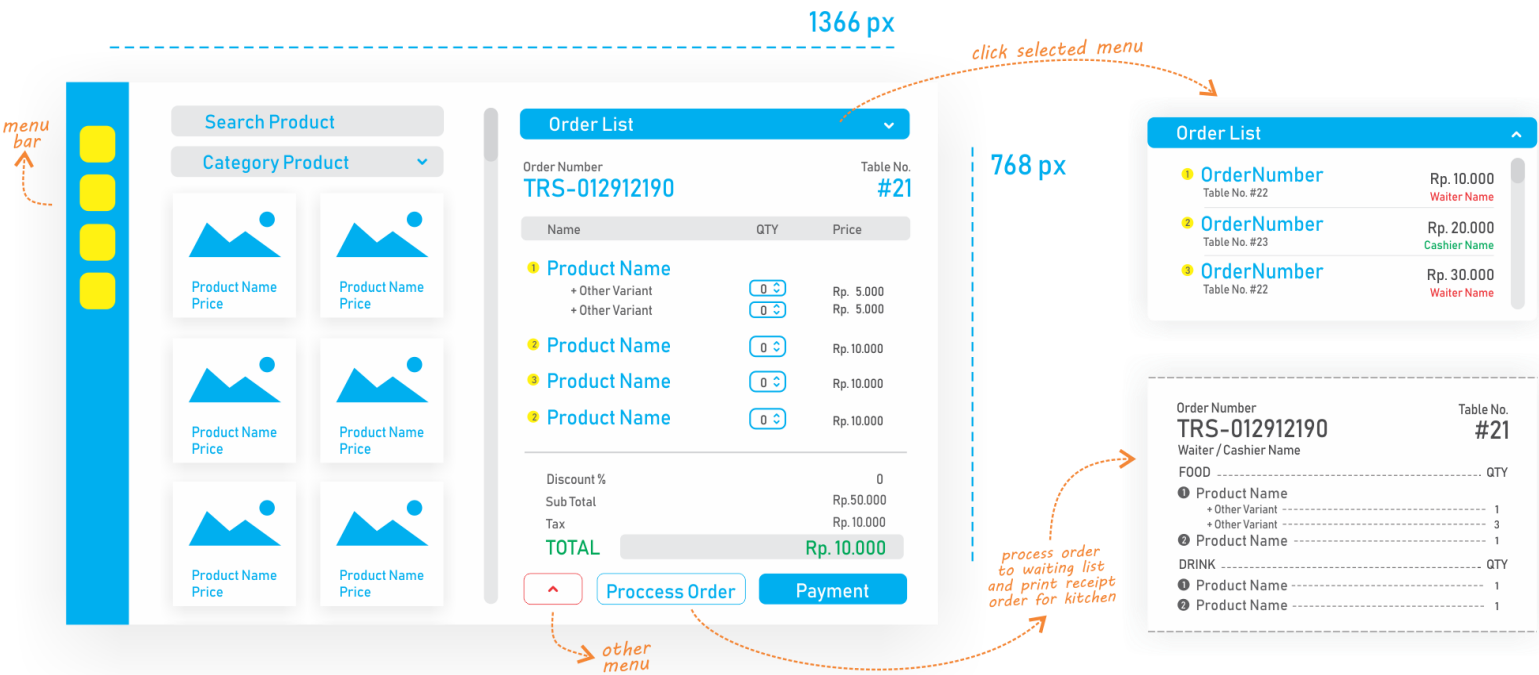 1366 px
click selected menu
menu
bar
Search Product
Category Product
Product Name
Price
Product Name
Price
Product Name
Price
Product Name
Price
Product Name
Price
Product Name
Price
Order List
Order Number
Table No.
TRS-012912190
#21
Name QTY Price
1 Product Name
+ Other Variant 0 Rp. 5.000
+ Other Variant 0 Rp. 5.000
2 Product Name 0 Rp. 10.000
3 Product Name 0 Rp. 10.000
2 Product Name 0 Rp. 10.000
Discount % 0
Sub Total Rp.50.000
Tax Rp. 10.000
TOTAL Rp. 10.000
Proccess Order
Payment
other
menu
768 px
Order List
1 OrderNumber Rp. 10.000
Table No. #22 Waiter Name
2 OrderNumber Rp. 20.000
Table No. #23 Cashier Name
3 OrderNumber Rp. 30.000
Table No. #22 Waiter Name
process order
to waiting list
and print receipt
order for kitchen
Order Number Table No.
TRS-012912190 #21
Waiter / Cashier Name
FOOD QTY
1 Product Name
+ Other Variant 1
+ Other Variant 3
2 Product Name 1
DRINK QTY
1 Product Name 1
2 Product Name 1